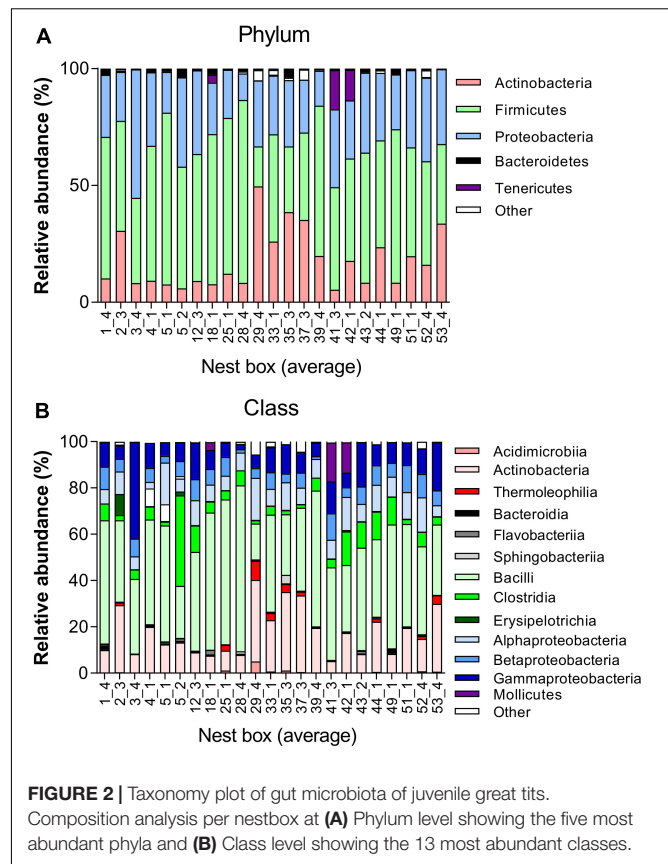 A
Phylum
Relative abundance (%)
100
50
0
1_4
2_3
3_4
4_1
5_1
5_2
12_3
18_1
25_1
28_4
29_4
33_1
35_3
37_3
39_4
41_3
42_1
43_2
44_1
49_1
51_1
52_4
53_4
Nest box (average)
Actinobacteria
Firmicutes
Proteobacteria
Bacteroidetes
Tenericutes
Other
B
Class
Relative abundance (%)
100
80
60
40
20
0
1_4
2_3
3_4
4_1
5_1
5_2
12_3
18_1
25_1
28_4
29_4
33_1
35_3
37_3
39_4
41_3
42_1
43_2
44_1
49_1
51_1
52_4
53_4
Nest box (average)
Acidimicrobiia
Actinobacteria
Thermoleophilia
Bacteroidia
Flavobacteriia
Sphingobacteriia
Bacilli
Clostridia
Erysipelotrichia
Alphaproteobacteria
Betaproteobacteria
Gammaproteobacteria
Mollicutes
Other
FIGURE 2 | Taxonomy plot of gut microbiota of juvenile great tits.
Composition analysis per nestbox at (A) Phylum level showing the five most
abundant phyla and (B) Class level showing the 13 most abundant classes.